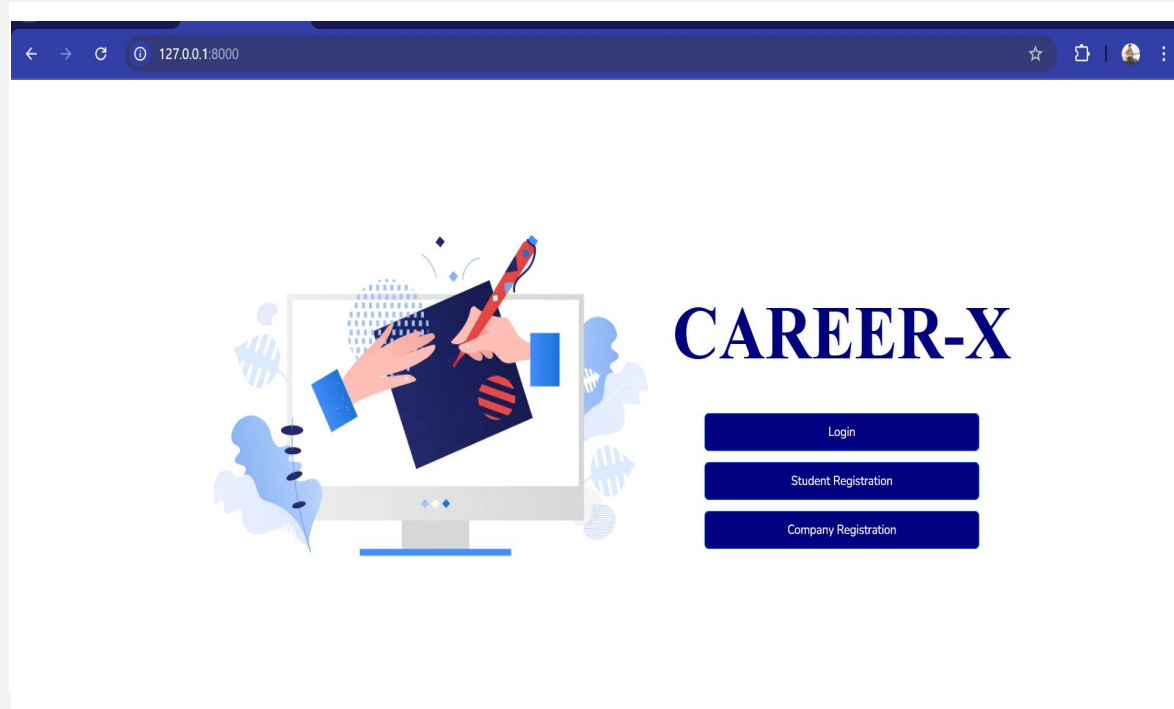 127.0.0.1:8000
CAREER-X
Login
Student Registration
Company Registration